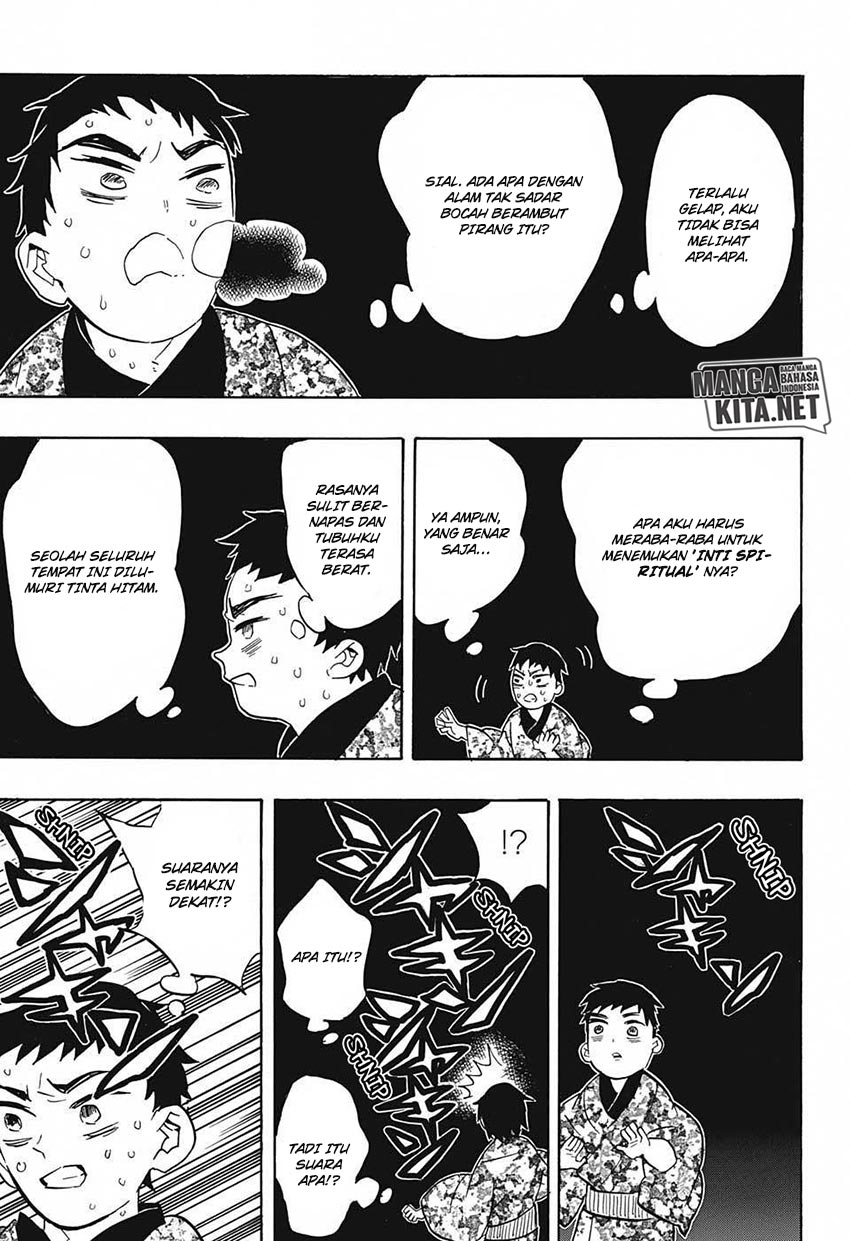 TERLALU
GELAP, AKU
TIDAK BISA
MELIHAT
APA-APA.
SIAL. ADA APA DENGAN
ALAM TAK SADAR
BOCAH BERAMBUT
PIRANG ITU?
MANGA
KITA.NET
BACA MANGA
BAHASA
INDONESIA
APA AKU HARUS
MERABA-RABA UNTUK
MENEMUKAN 'INTI SPI-
RITUAL' NYA?
YA AMPUN,
YANG BENAR
SAJA...
RASANYA
SULIT BER-
NAPAS DAN
TUBUHKU
TERASA
BERAT.
SEOLAH SELURUH
TEMPAT INI DILU-
MURI TINTA HITAM.
SHNIP
SHNIP
!?
SHNIP
SHNIP
APA ITU!?
SHNIP
TADI ITU
SUARA
APA!?
SHNIP
SUARANYA
SEMAKIN
DEKAT!?